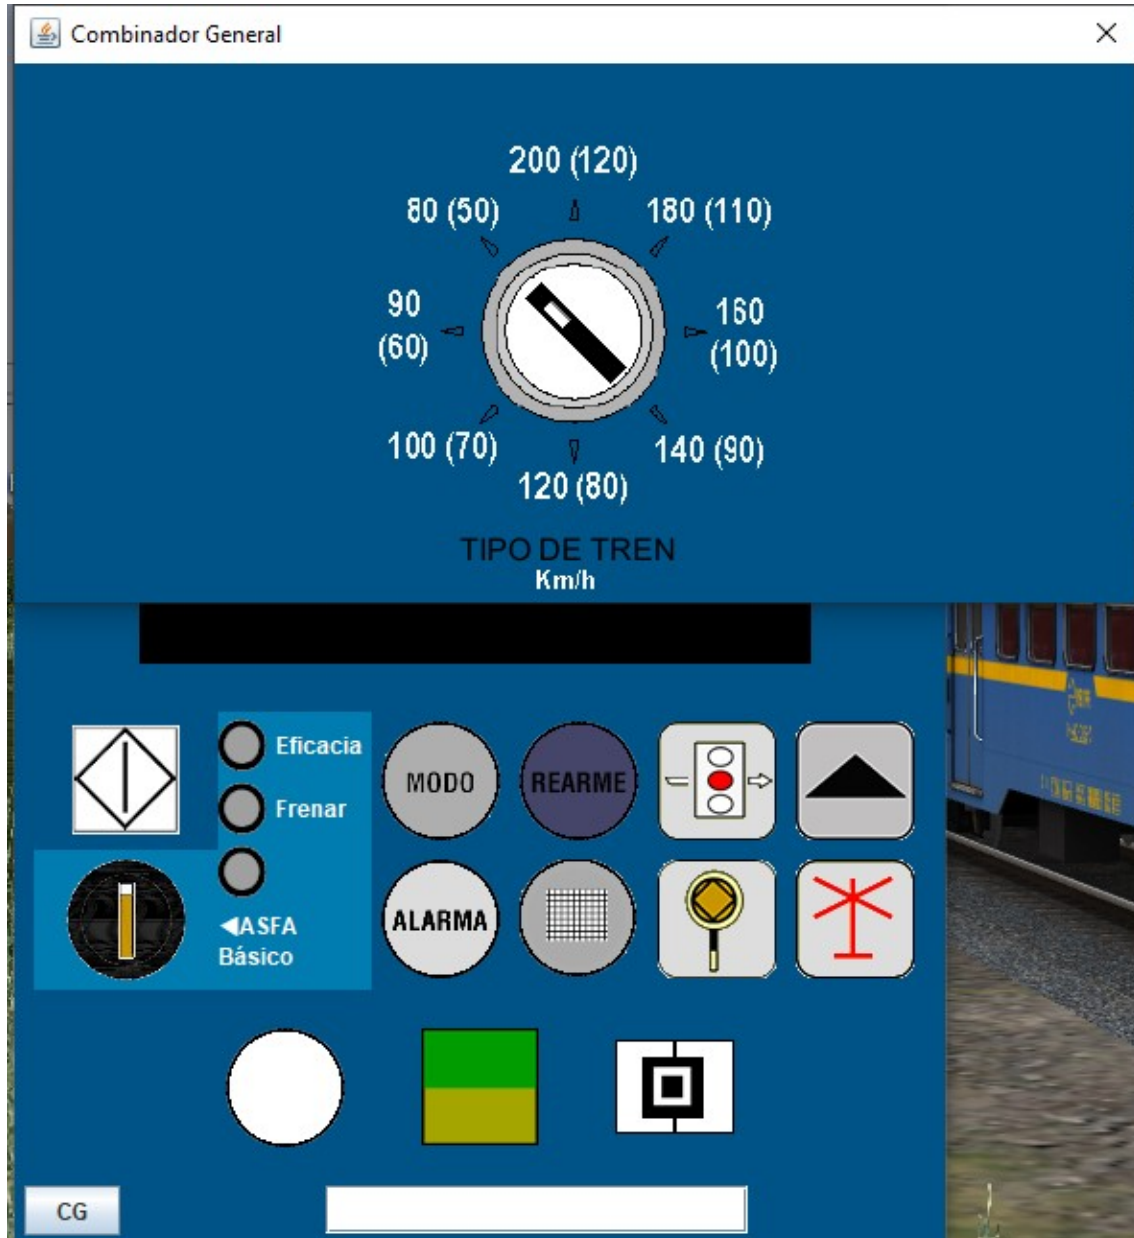 Combinador General
200 (120)
80 (50)
180 (110)
90
(60)
160
(100)
100 (70)
140 (90)
120 (80)
TIPO DE TREN
Km/h
Eficacia
MODO
REARME
Frenar
ALARMA
◀ASFA
Básico
CG